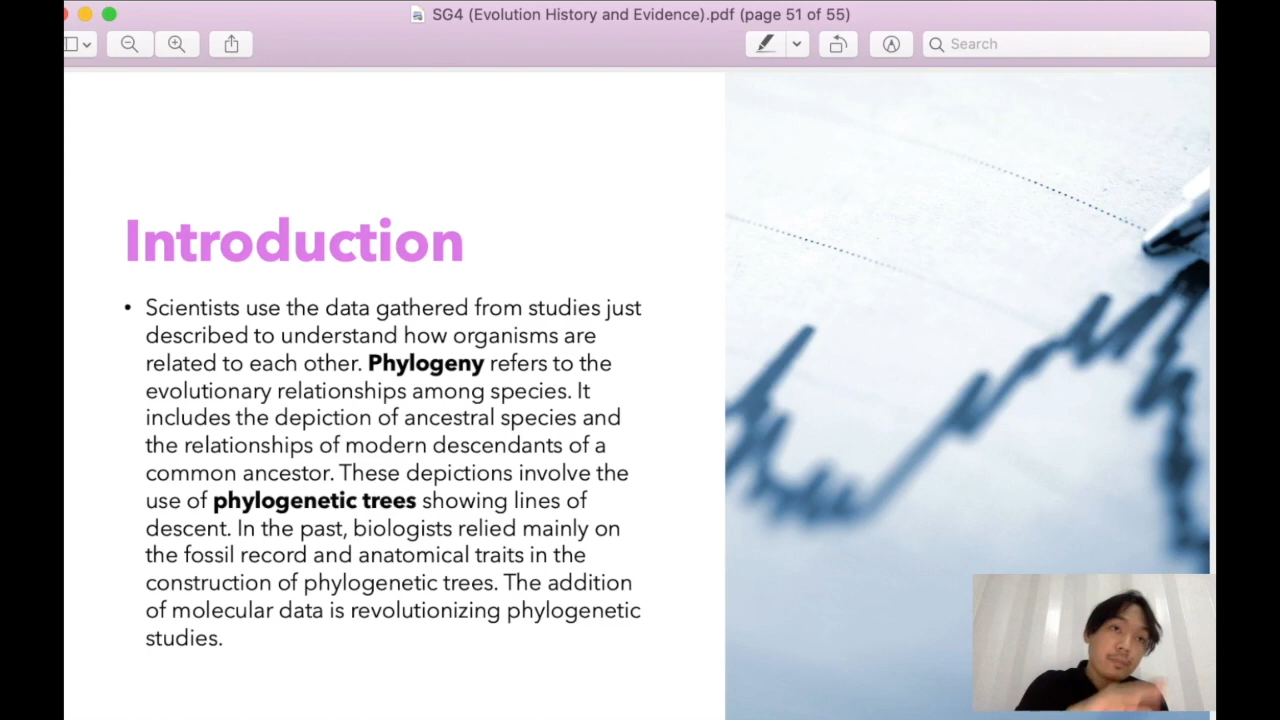 SG4 (Evolution History and Evidence).pdf (page 51 of 55)
Search
Introduction
• Scientists use the data gathered from studies just
described to understand how organisms are
related to each other. Phylogeny refers to the
evolutionary relationships among species. It
includes the depiction of ancestral species and
the relationships of modern descendants of a
common ancestor. These depictions involve the
use of phylogenetic trees showing lines of
descent. In the past, biologists relied mainly on
the fossil record and anatomical traits in the
construction of phylogenetic trees. The addition
of molecular data is revolutionizing phylogenetic
studies.